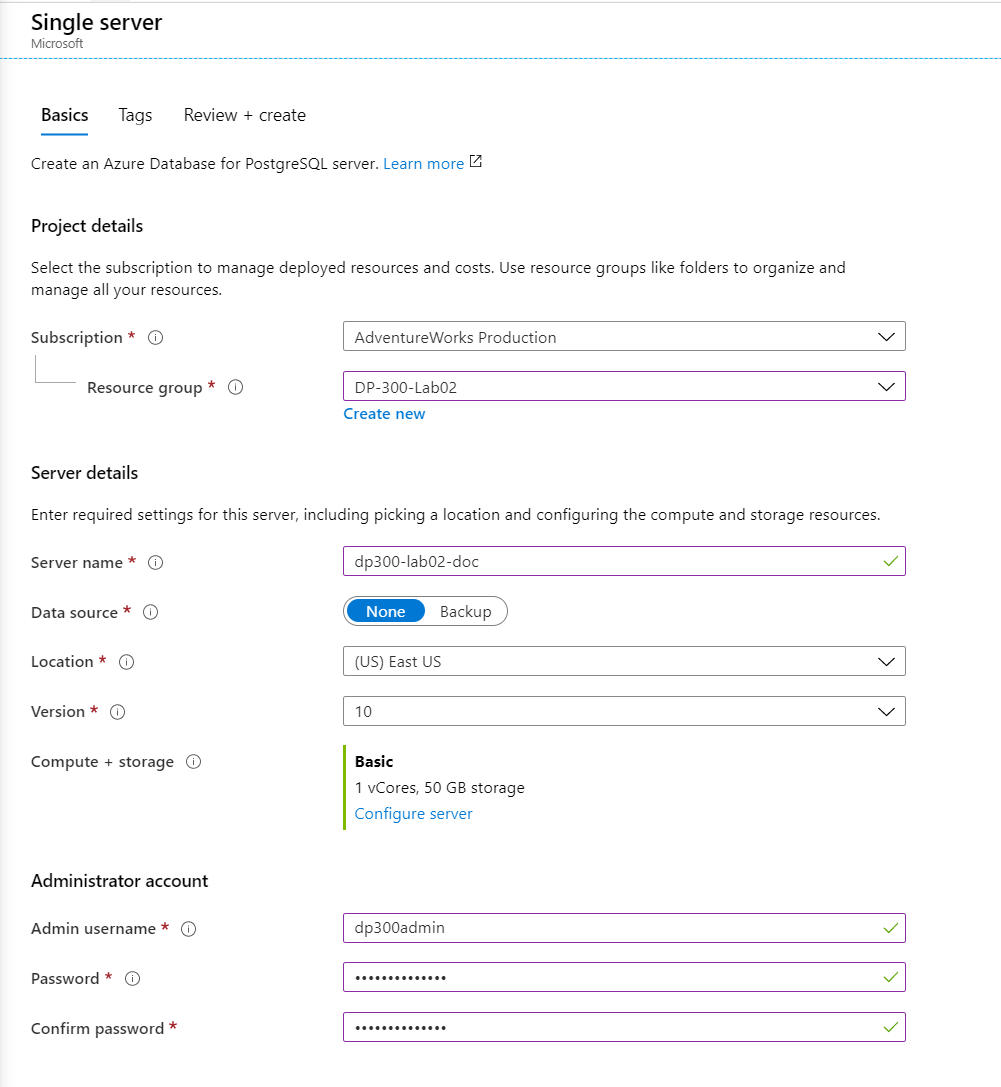 Single server
Microsoft
Basics Tags Review + create
Create an Azure Database for PostgreSQL server. Learn more
Project details
Select the subscription to manage deployed resources and costs. Use resource groups like folders to organize and
manage all your resources.
Subscription * AdventureWorks Production
Resource group * DP-300-Lab02
Create new
Server details
Enter required settings for this server, including picking a location and configuring the compute and storage resources.
Server name * dp300-lab02-doc
Data source * None Backup
Location * (US) East US
Version * 10
Compute + storage Basic
1 vCores, 50 GB storage
Configure server
Administrator account
Admin username * dp300admin
Password * ••••••••••••••
Confirm password * ••••••••••••••